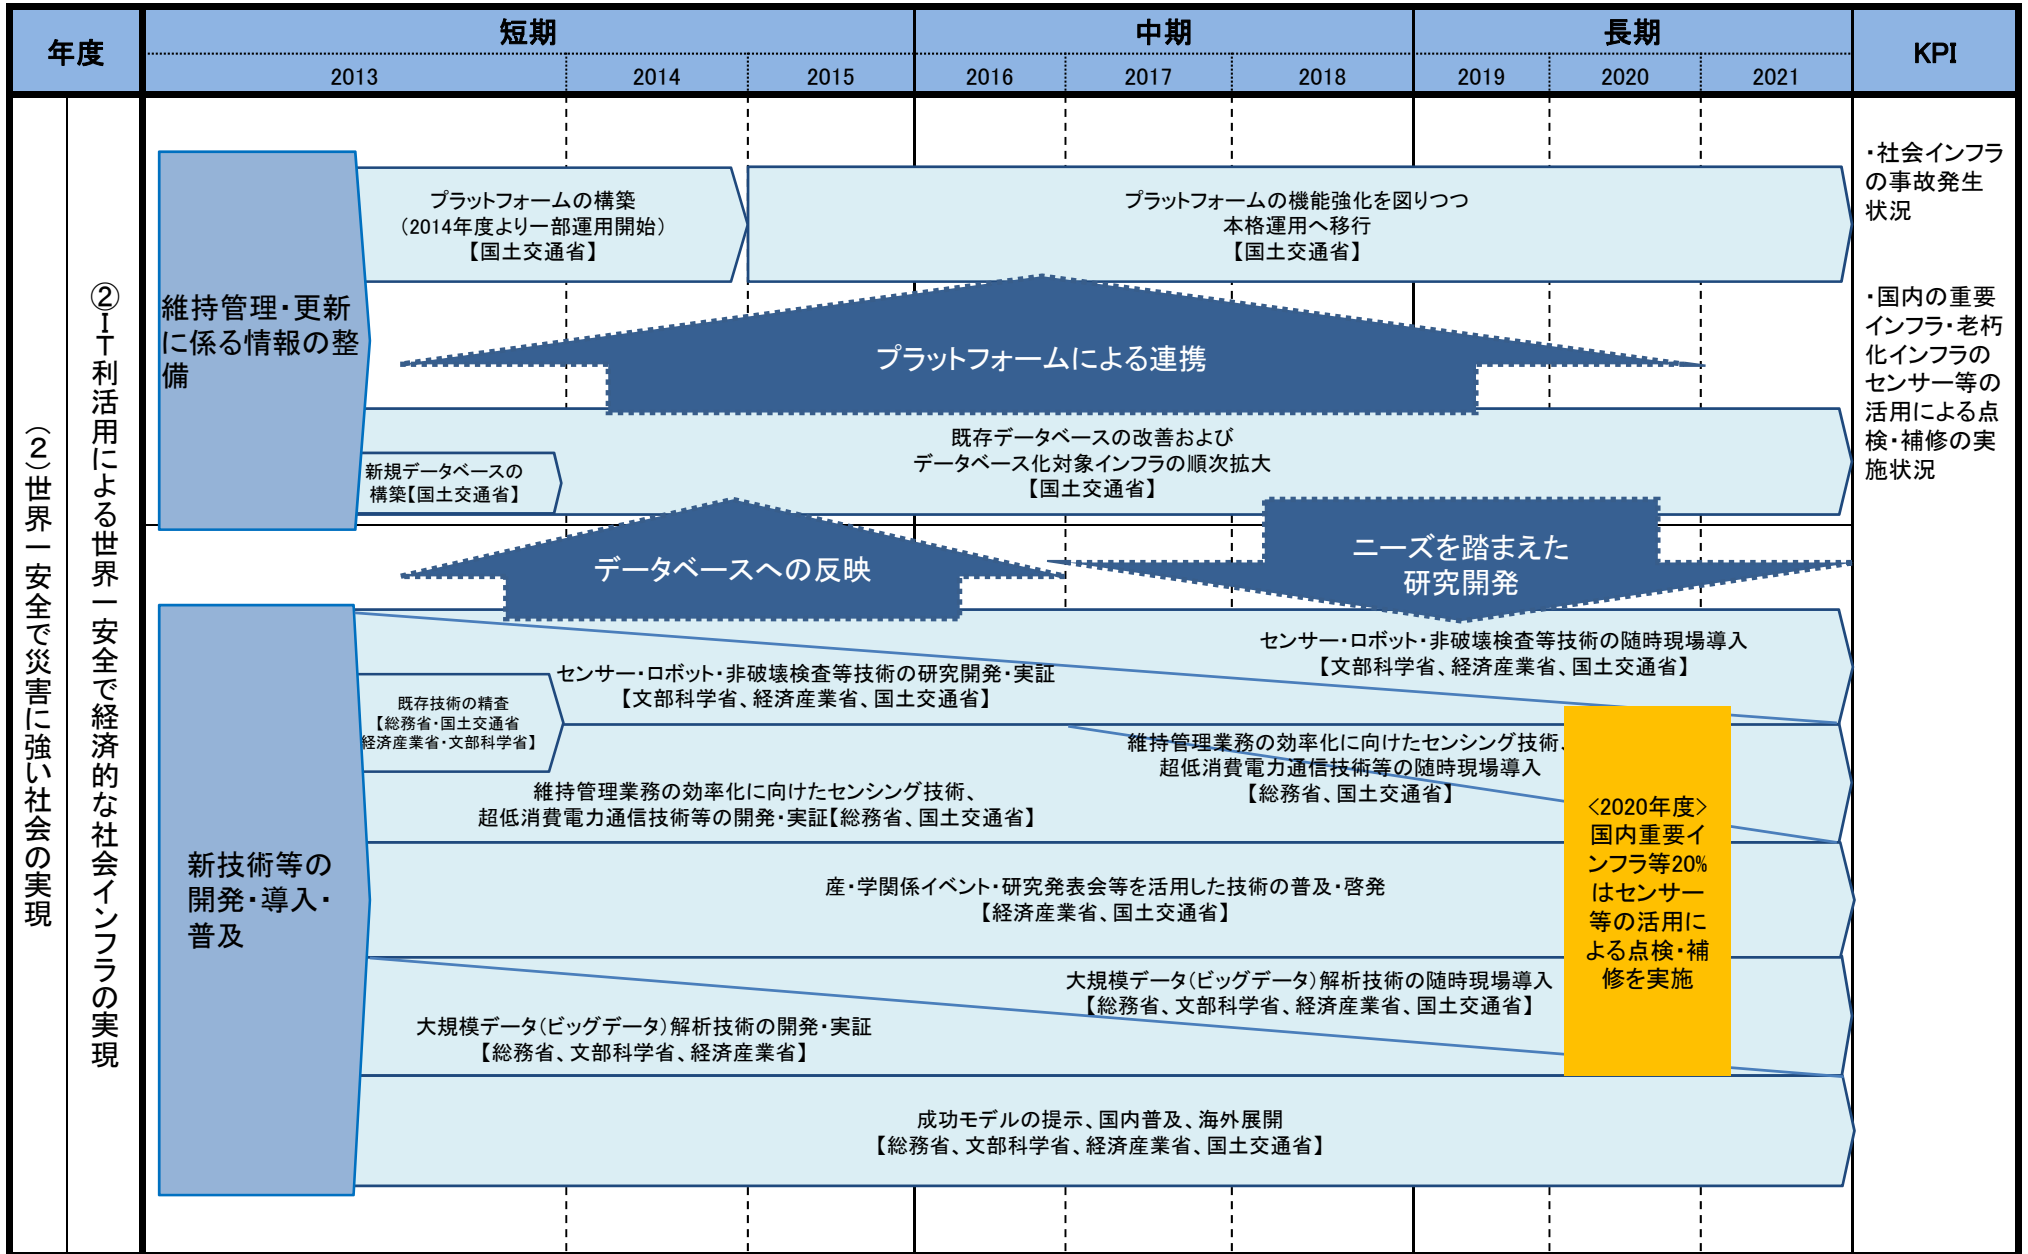 年度
短期
中期
長期
KPI
2013
2014
2015
2016
2017
2018
2019
2020
2021
(2)世界一安全で災害に強い社会の実現
②IT利活用による世界一安全で経済的な社会インフラの実現
維持管理・更新
に係る情報の整
備
プラットフォームの構築
(2014年度より一部運用開始)
【国土交通省】
プラットフォームの機能強化を図りつつ
本格運用へ移行
【国土交通省】
プラットフォームによる連携
既存データベースの改善および
データベース化対象インフラの順次拡大
【国土交通省】
新規データベースの
構築【国土交通省】
データベースへの反映
ニーズを踏まえた
研究開発
新技術等の
開発・導入・
普及
センサー・ロボット・非破壊検査等技術の随時現場導入
【文部科学省、経済産業省、国土交通省】
センサー・ロボット・非破壊検査等技術の研究開発・実証
【文部科学省、経済産業省、国土交通省】
既存技術の精査
【総務省・国土交通省
経済産業省・文部科学省】
維持管理業務の効率化に向けたセンシング技術、
超低消費電力通信技術等の随時現場導入
【総務省、国土交通省】
維持管理業務の効率化に向けたセンシング技術、
超低消費電力通信技術等の開発・実証【総務省、国土交通省】
産・学関係イベント・研究発表会等を活用した技術の普及・啓発
【経済産業省、国土交通省】
大規模データ(ビッグデータ)解析技術の随時現場導入
【総務省、文部科学省、経済産業省、国土交通省】
大規模データ(ビッグデータ)解析技術の開発・実証
【総務省、文部科学省、経済産業省】
成功モデルの提示、国内普及、海外展開
【総務省、文部科学省、経済産業省、国土交通省】
<2020年度>
国内重要イ
ンフラ等20%
はセンサー
等の活用に
よる点検・補
修を実施
・社会インフラ
の事故発生
状況
・国内の重要
インフラ・老朽
化インフラの
センサー等の
活用による点
検・補修の実
施状況